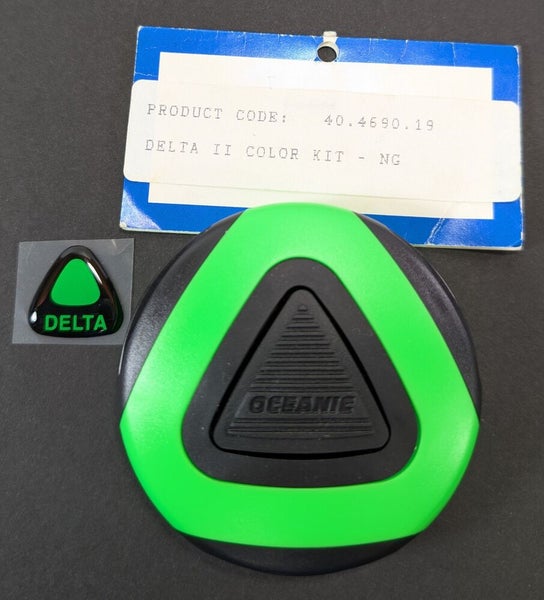 PRODUCT CODE: 40.4690.19
DELTA II COLOR KIT - NG
DELTA
OCEANIC